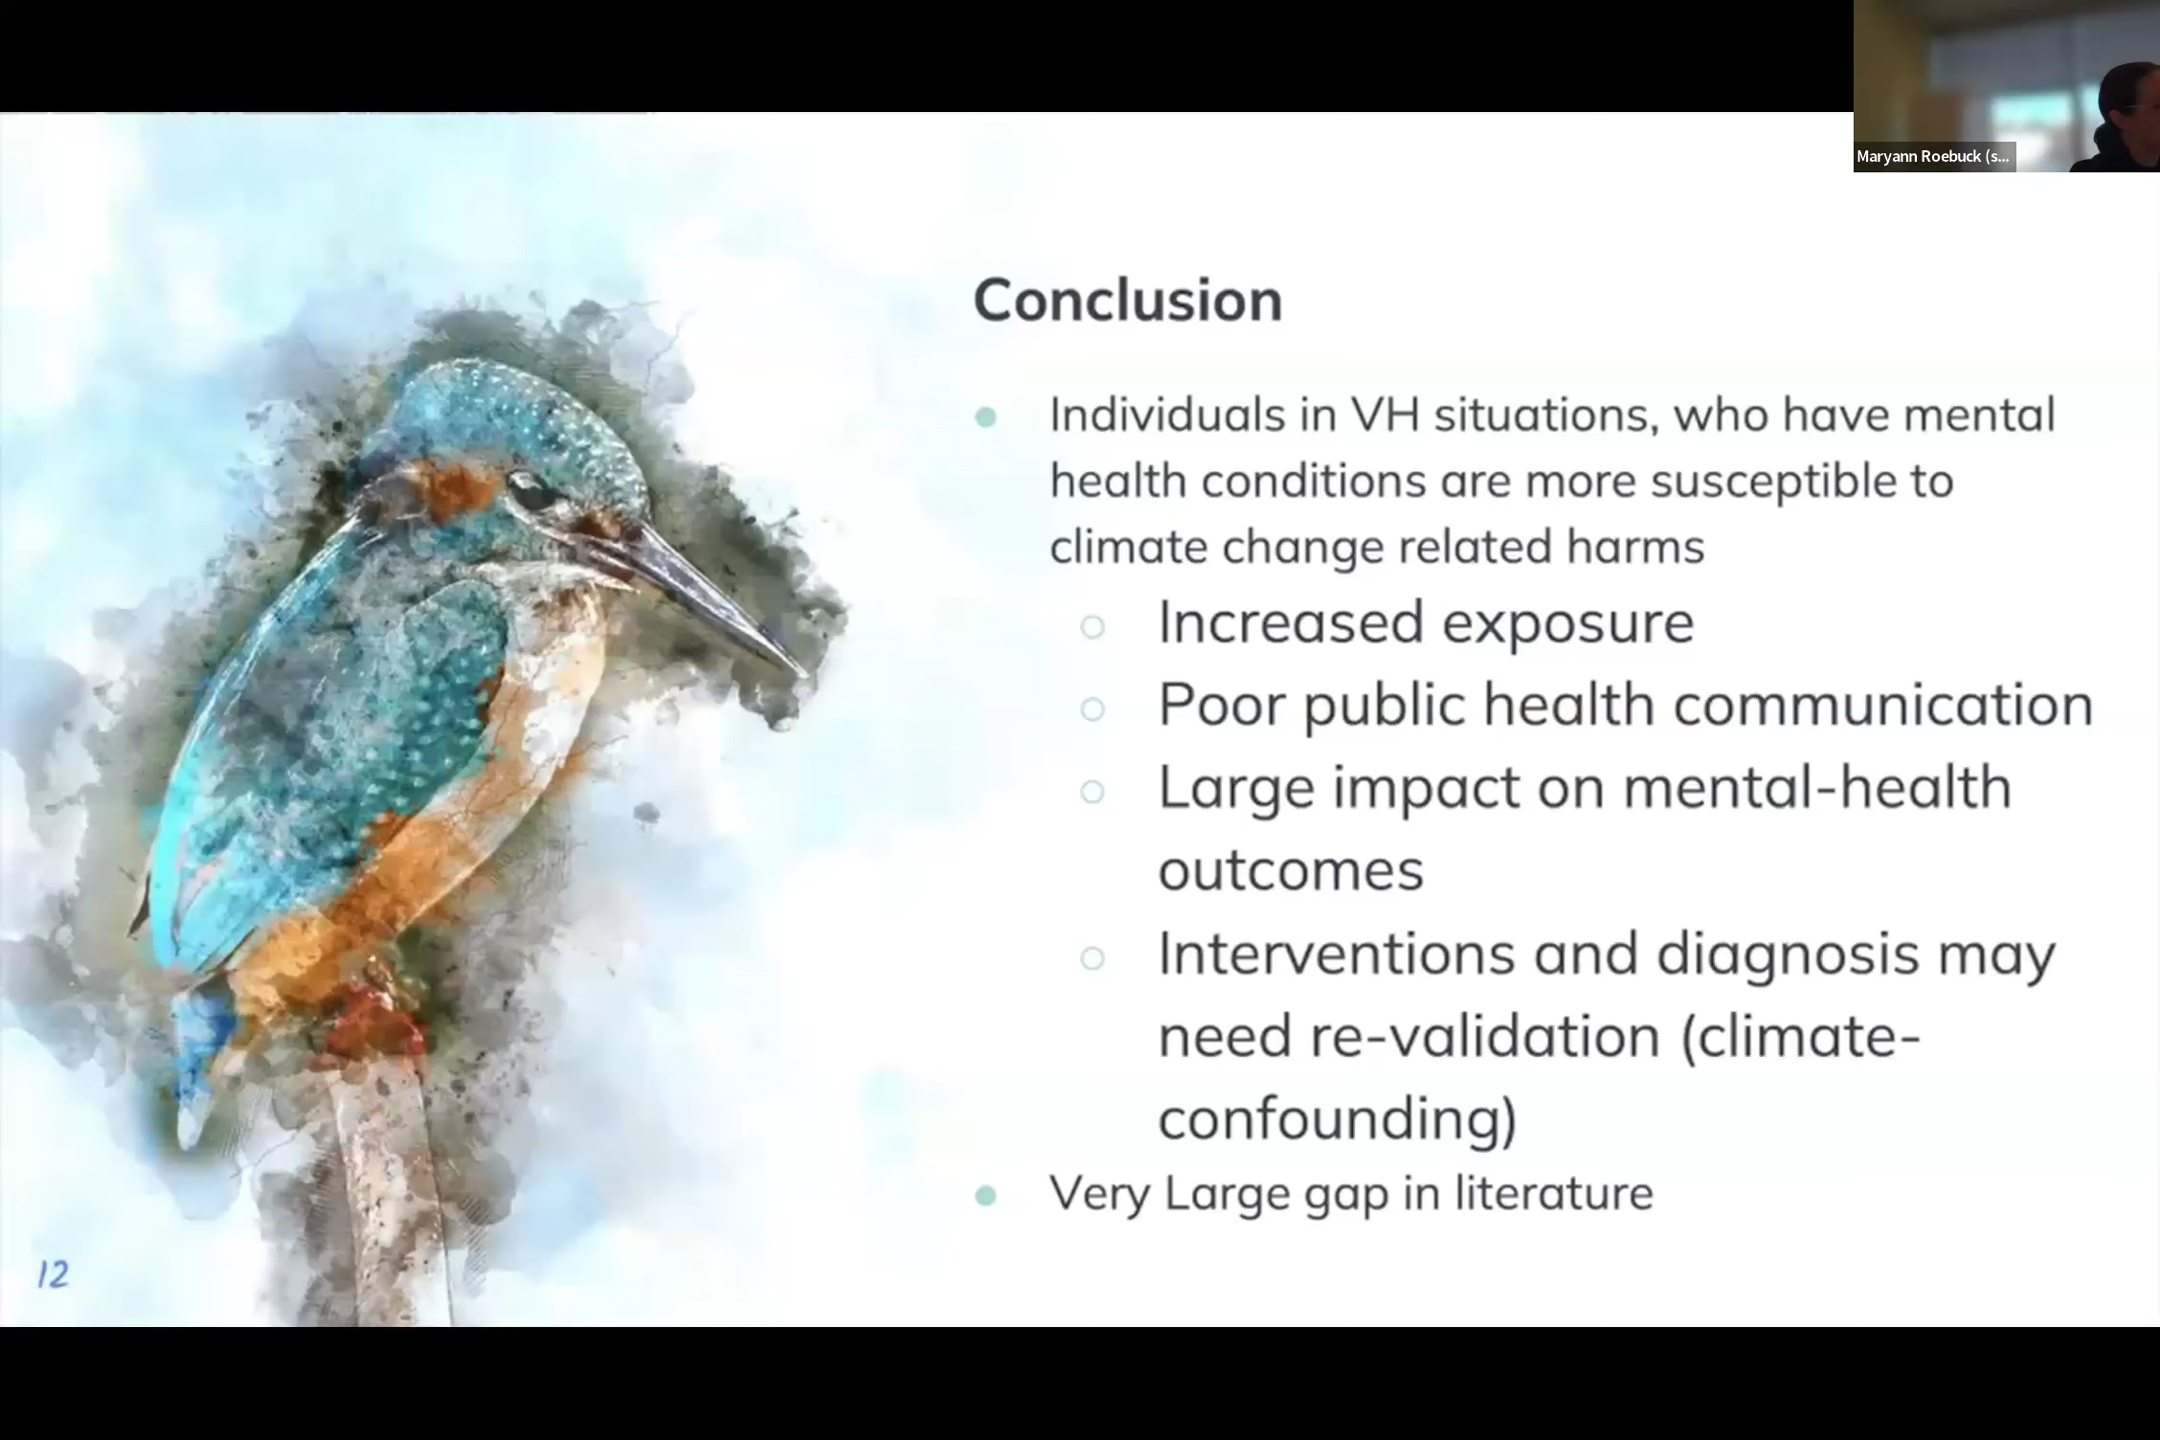 Maryann Roebuck (s...
Conclusion
Individuals in VH situations, who have mental
health conditions are more susceptible to
climate change related harms
Increased exposure
Poor public health communication
Large impact on mental-health
outcomes
Interventions and diagnosis may
need re-validation (climate-
confounding)
Very Large gap in literature
12